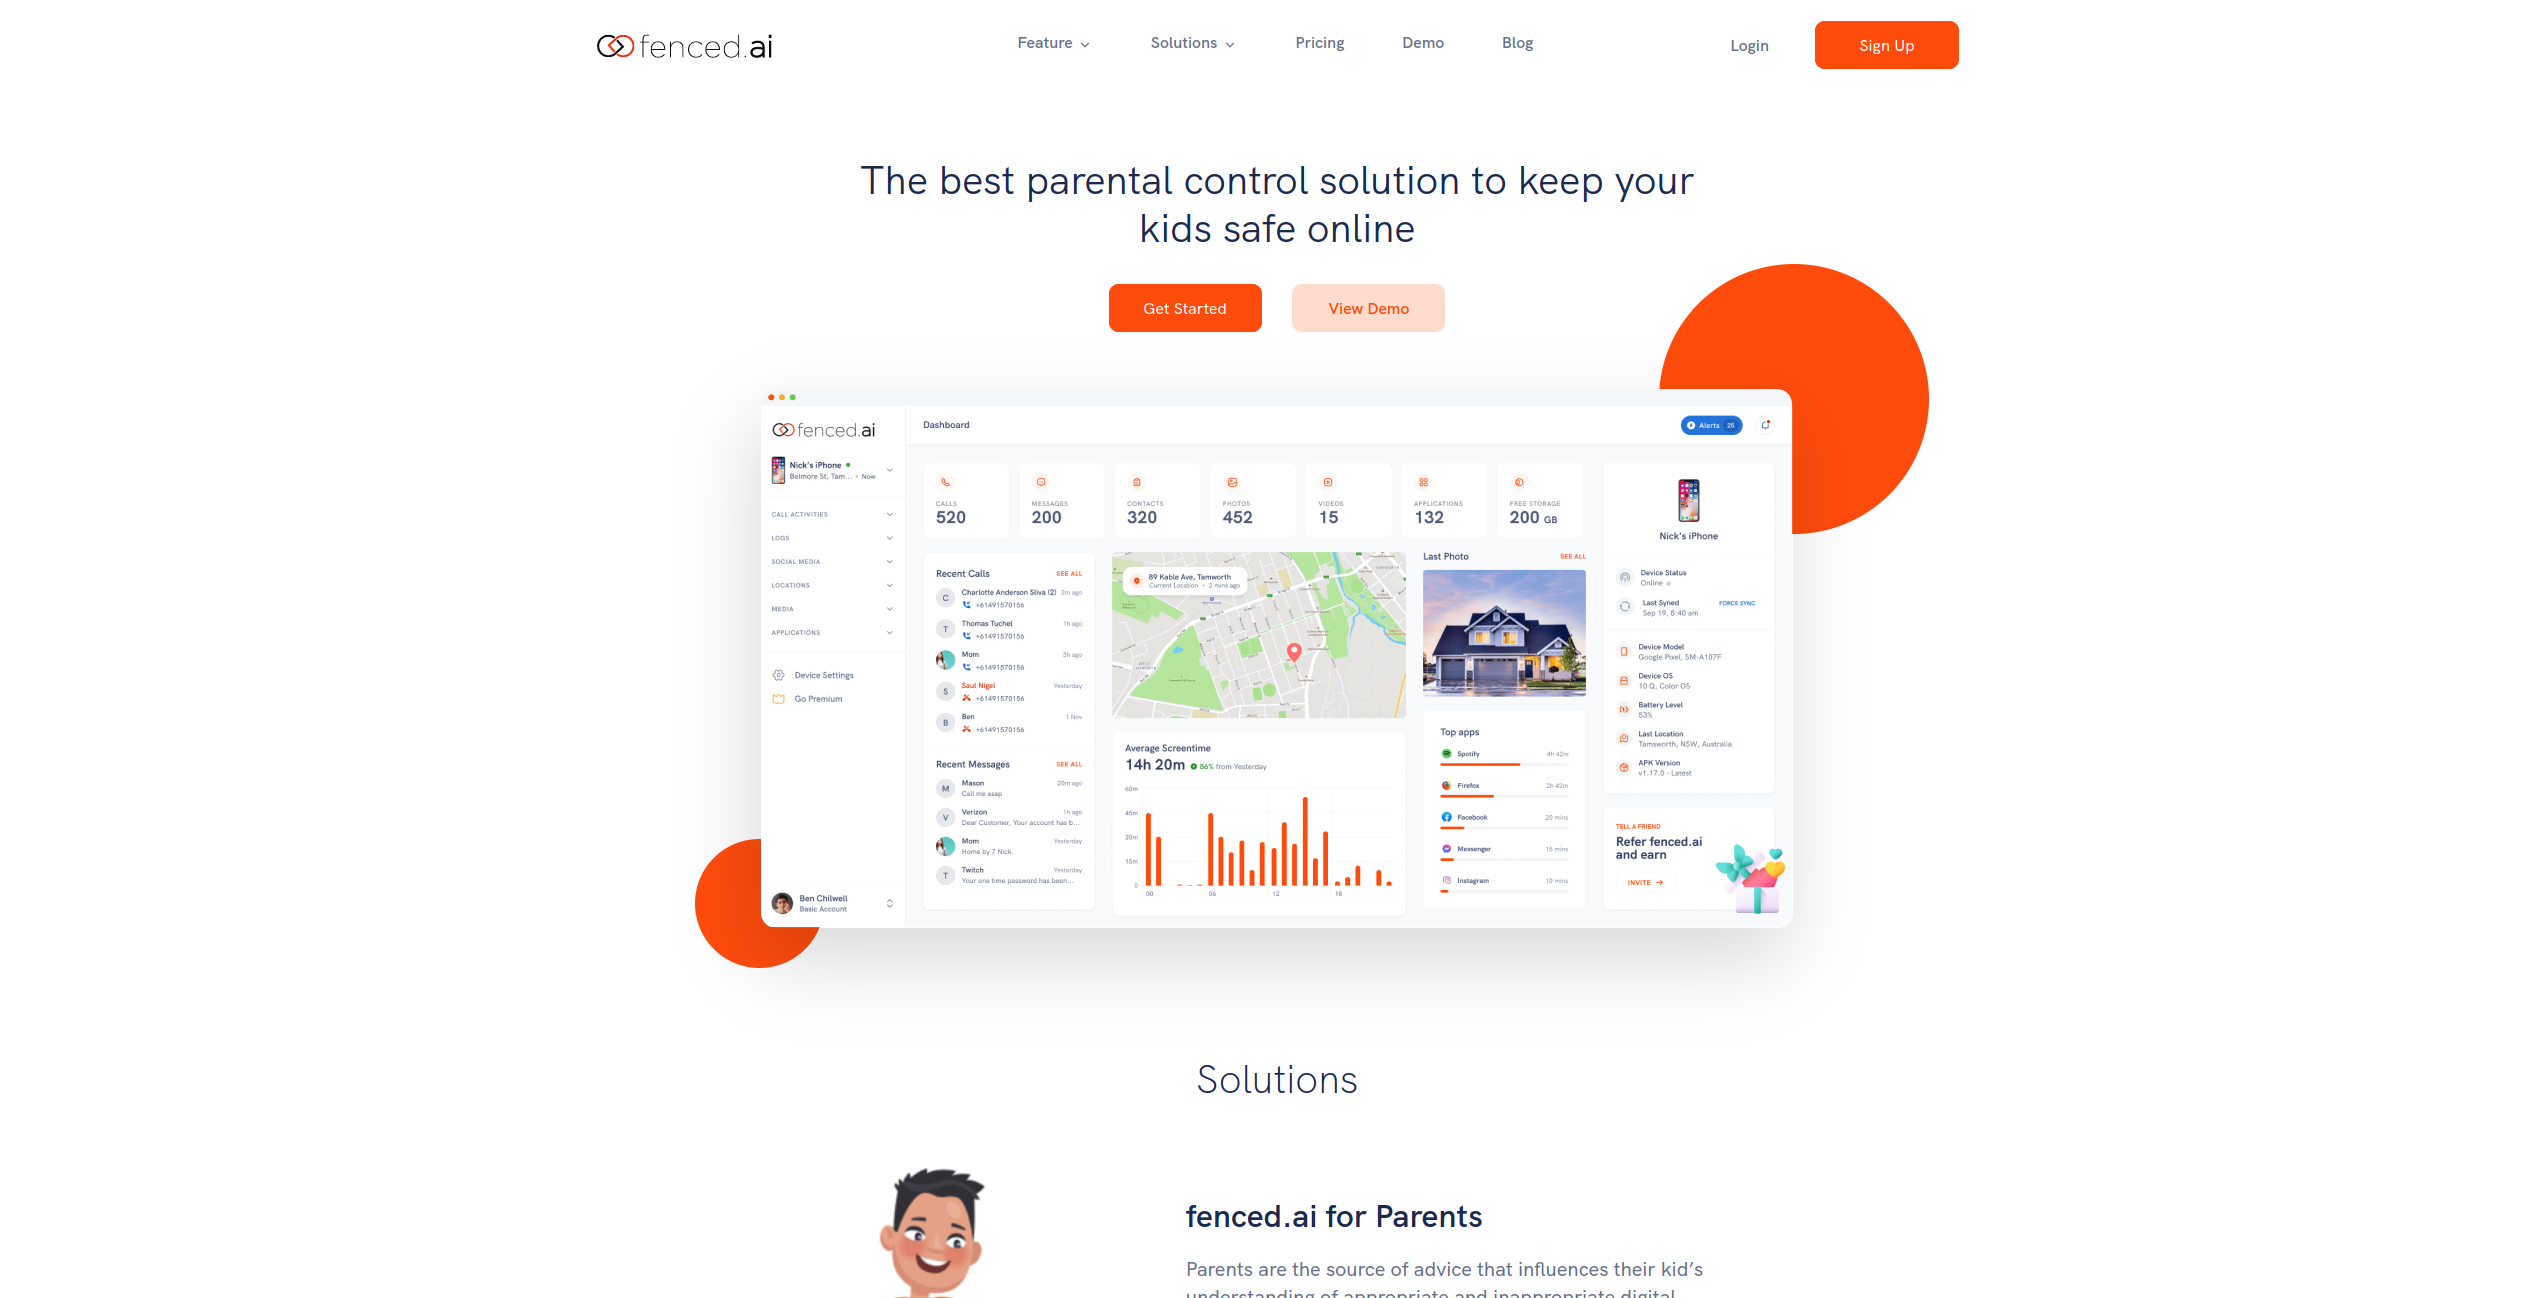 fenced.ai
Feature
Solutions
Pricing
Demo
Blog
Login
Sign Up
The best parental control solution to keep your
kids safe online
Get Started
View Demo
fenced.ai
Nick's iPhone
Belmore St, Tam... • Now
CALL ACTIVITIES
LOGS
SOCIAL MEDIA
LOCATIONS
MEDIA
APPLICATIONS
Device Settings
Go Premium
Ben Chilwell
Basic Account
Dashboard
Alerts 25
CALLS
520
MESSAGES
200
CONTACTS
320
PHOTOS
452
VIDEOS
15
APPLICATIONS
132
FREE STORAGE
200 GB
Recent Calls
SEE ALL
C
Charlotte Anderson Sliva (2) 2m ago
+61491570156
T
Thomas Tuchel 1h ago
+61491570156
Mom 3h ago
+61491570156
S
Saul Nigel Yesterday
+61491570156
B
Ben 1 Nov
+61491570156
Recent Messages
SEE ALL
M
Mason 20m ago
Call me asap
V
Verizon 1h ago
Dear Customer, Your account has b...
Mom Yesterday
Home by 7 Nick.
T
Twitch Yesterday
Your one time password has been...
89 Kable Ave, Tamworth
Current Location • 2 mins ago
TAMWORTH
WEST
TAMWORTH
Average Screentime
14h 20m 86% from Yesterday
60m
45m
30m
15m
0
00 06 12 18
Last Photo
SEE ALL
Top apps
Spotify 4h 42m
Firefox 2h 42m
Facebook 20 mins
Messenger 15 mins
Instagram 10 mins
Nick's iPhone
Device Status
Online
Last Syned
Sep 19, 8:40 am
FORCE SYNC
Device Model
Google Pixel, SM-A107F
Device OS
10 Q, Color OS
Battery Level
53%
Last Location
Tamsworth, NSW, Australia
APK Version
v1.17.0 - Latest
TELL A FRIEND
Refer fenced.ai
and earn
INVITE
Solutions
fenced.ai for Parents
Parents are the source of advice that influences their kid's
understanding of appropriate and inappropriate digital